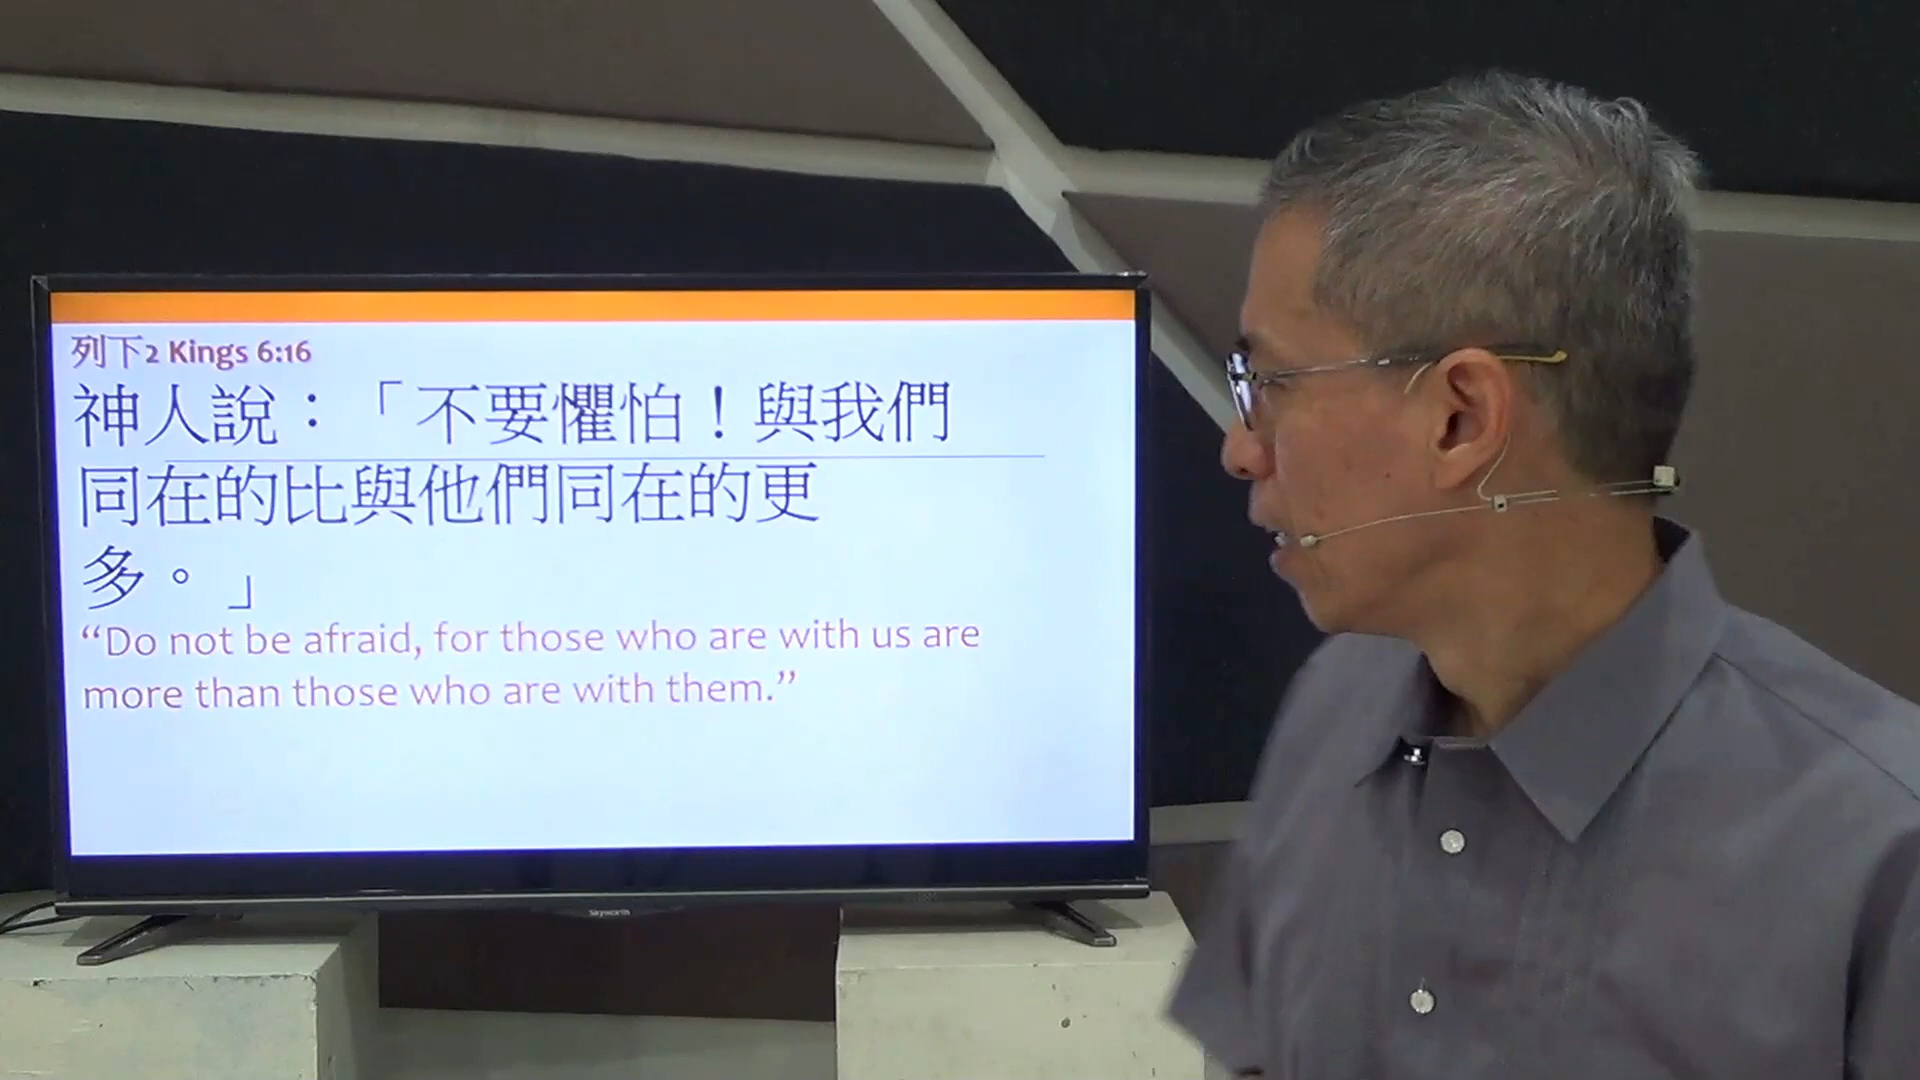 列下2 Kings 6:16
神人說：「不要懼怕！與我們
同在的比與他們同在的更
多。」
“Do not be afraid, for those who are with us are
more than those who are with them.”
Skyworth